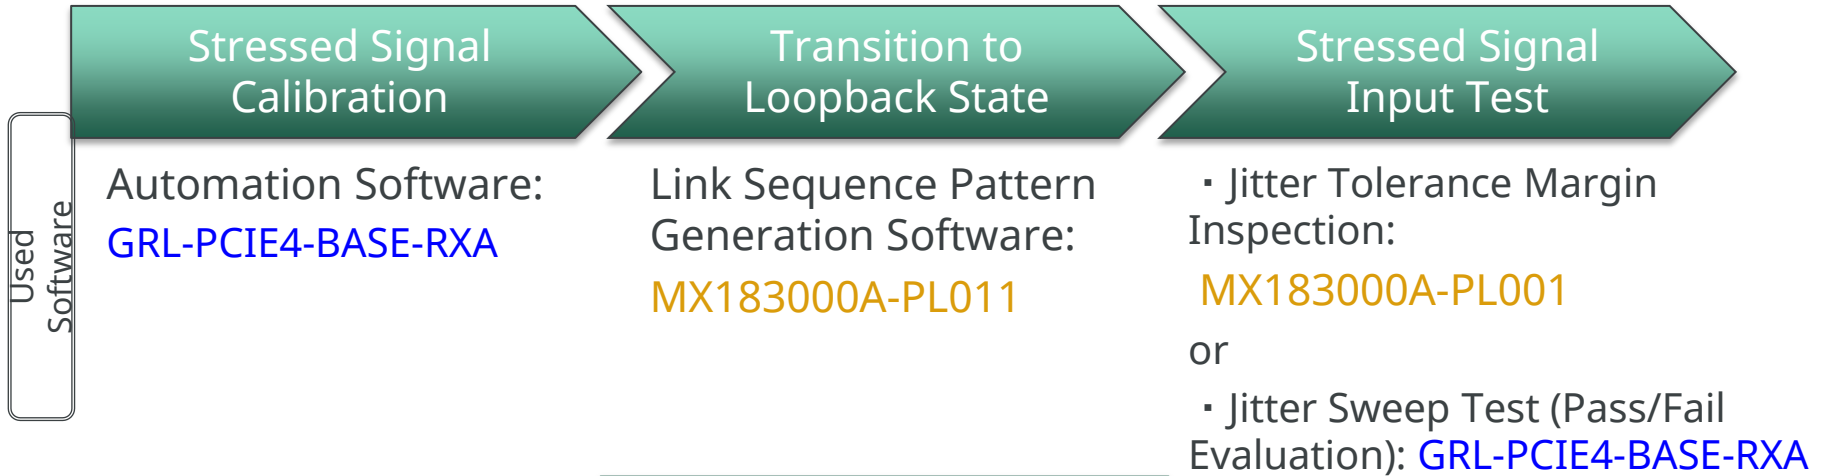 Stressed Signal
Calibration
Transition to
Loopback State
Stressed Signal
Input Test
Used
Software
Automation Software:
GRL-PCIE4-BASE-RXA
Link Sequence Pattern
Generation Software:
MX183000A-PL011
・Jitter Tolerance Margin
Inspection:
MX183000A-PL001
or
・Jitter Sweep Test (Pass/Fail
Evaluation): GRL-PCIE4-BASE-RXA